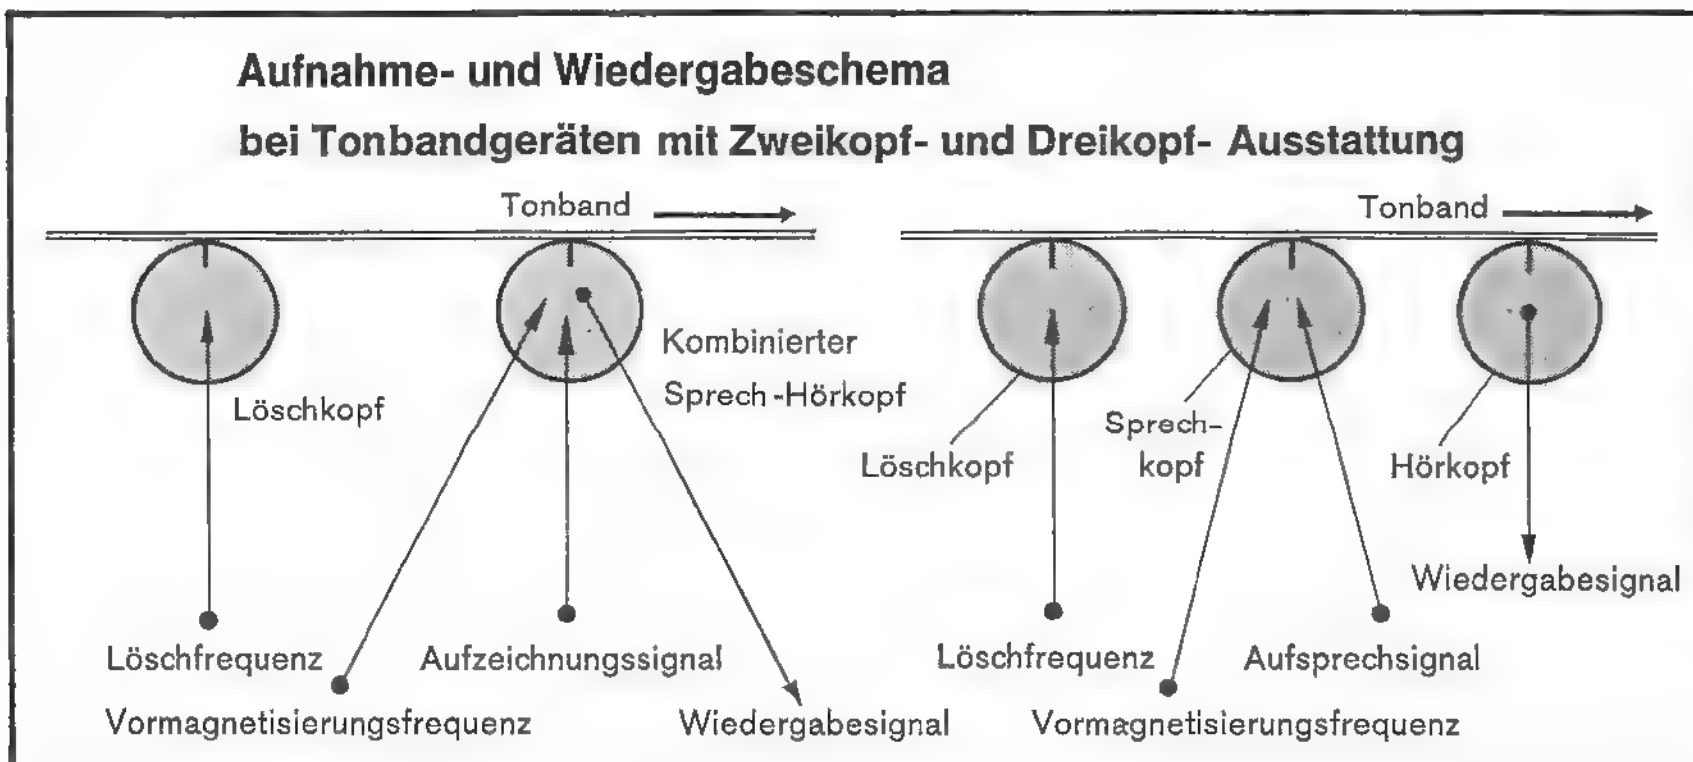 Aufnahme- und Wiedergabeschema
bei Tonbandgeräten mit Zweikopf- und Dreikopf- Ausstattung
Tonband
Löschkopf
Kombinierter
Sprech-Hörkopf
Löschfrequenz
Aufzeichnungssignal
Vormagnetisierungsfrequenz
Wiedergabesignal
Tonband
Löschkopf
Sprech-
kopf
Hörkopf
Wiedergabesignal
Löschfrequenz
Aufsprechsignal
Vormagnetisierungsfrequenz